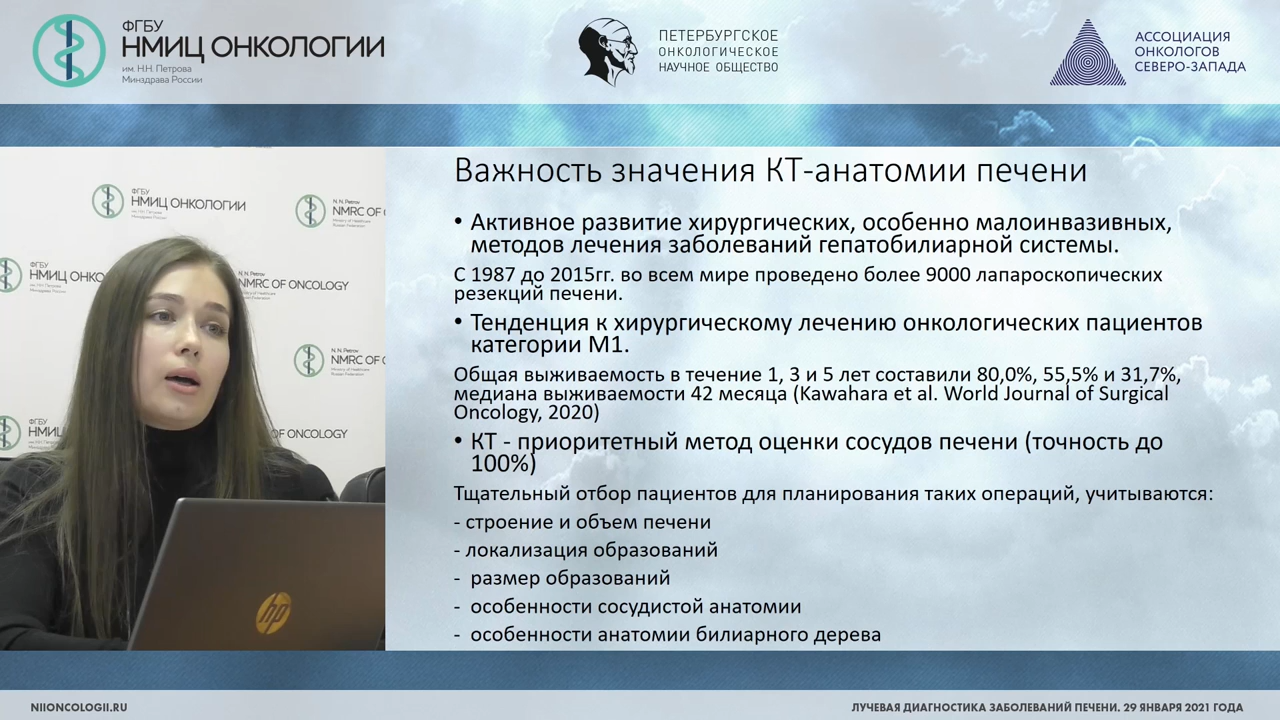 ФГБУ
НМИЦ ОНКОЛОГИИ
им. Н.Н. Петрова
Минздрава России
ПЕТЕРБУРГСКОЕ
ОНКОЛОГИЧЕСКОЕ
НАУЧНОЕ ОБЩЕСТВО
АССОЦИАЦИЯ
ОНКОЛОГОВ
СЕВЕРО-ЗАПАДА
ФГБУ
НМИЦ ОНКОЛОГИИ
N.N. Petrov
NMRC OF O
ФГБУ
НМИЦ ОНКО
N.N. Petrov
NMRC OF ONCOLOGY
N.N. Petrov
NMRC OF O
ФГБУ
НМИЦ
OF ONCOLOGY
Важность значения КТ-анатомии печени
• Активное развитие хирургических, особенно малоинвазивных,
методов лечения заболеваний гепатобилиарной системы.
С 1987 до 2015гг. во всем мире проведено более 9000 лапароскопических
резекций печени.
• Тенденция к хирургическому лечению онкологических пациентов
категории М1.
Общая выживаемость в течение 1, 3 и 5 лет составили 80,0%, 55,5% и 31,7%,
медиана выживаемости 42 месяца (Kawahara et al. World Journal of Surgical
Oncology, 2020)
• КТ - приоритетный метод оценки сосудов печени (точность до
100%)
Тщательный отбор пациентов для планирования таких операций, учитываются:
- строение и объем печени
- локализация образований
- размер образований
- особенности сосудистой анатомии
- особенности анатомии билиарного дерева
hp
NIIONCOLOGII.RU
ЛУЧЕВАЯ ДИАГНОСТИКА ЗАБОЛЕВАНИЙ ПЕЧЕНИ. 29 ЯНВАРЯ 2021 ГОДА